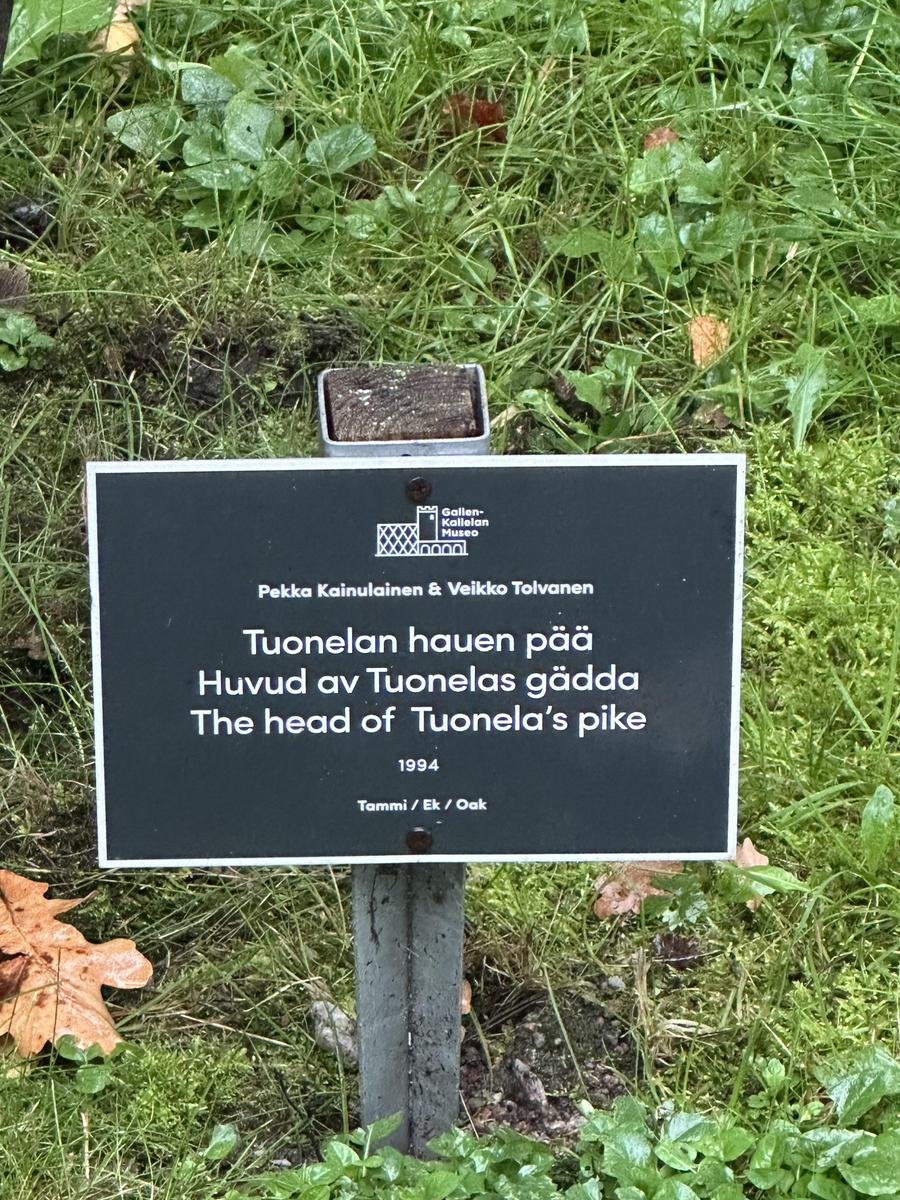 Gallen-
Kallelan
Museo
Pekka Kainulainen & Veikko Tolvanen
Tuonelan hauen pää
Huvud av Tuonelas gädda
The head of Tuonela's pike
1994
Tammi / Ek / Oak